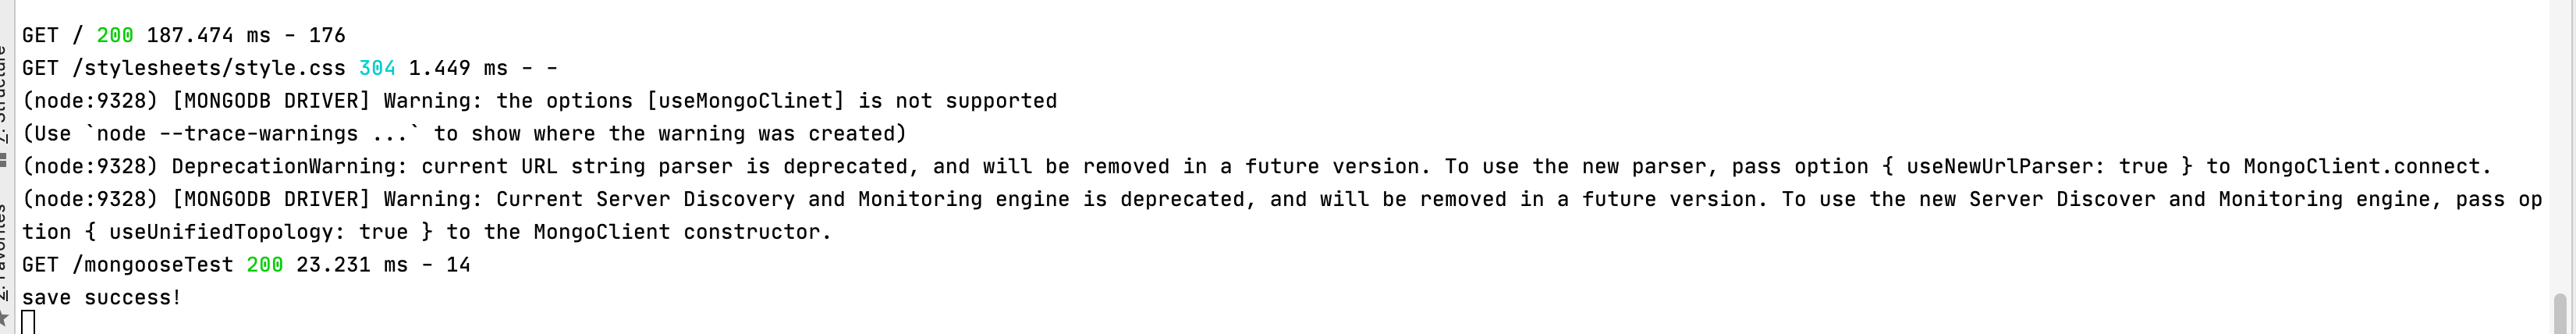 GET / 200 187.474 ms - 176
GET /stylesheets/style.css 304 1.449 ms - -
(node:9328) [MONGODB DRIVER] Warning: the options [useMongoClinet] is not supported
(Use `node --trace-warnings ...` to show where the warning was created)
(node:9328) DeprecationWarning: current URL string parser is deprecated, and will be removed in a future version. To use the new parser, pass option { useNewUrlParser: true } to MongoClient.connect.
(node:9328) [MONGODB DRIVER] Warning: Current Server Discovery and Monitoring engine is deprecated, and will be removed in a future version. To use the new Server Discover and Monitoring engine, pass op
tion { useUnifiedTopology: true } to the MongoClient constructor.
GET /mongooseTest 200 23.231 ms - 14
save success!
Z: Structure
2: Favorites